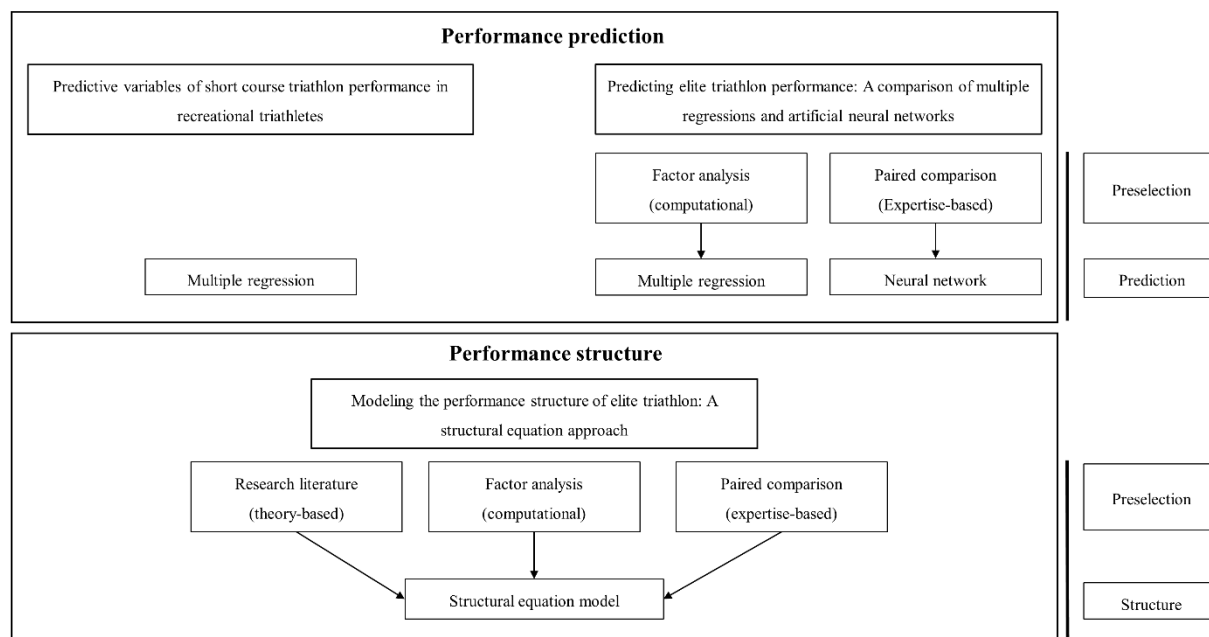 Performance prediction
Predictive variables of short course triathlon performance in
recreational triathletes
Predicting elite triathlon performance: A comparison of multiple
regressions and artificial neural networks
Factor analysis
(computational)
Paired comparison
(Expertise-based)
Preselection
Multiple regression
Multiple regression
Neural network
Prediction
Performance structure
Modeling the performance structure of elite triathlon: A
structural equation approach
Research literature
(theory-based)
Factor analysis
(computational)
Paired comparison
(expertise-based)
Preselection
Structural equation model
Structure